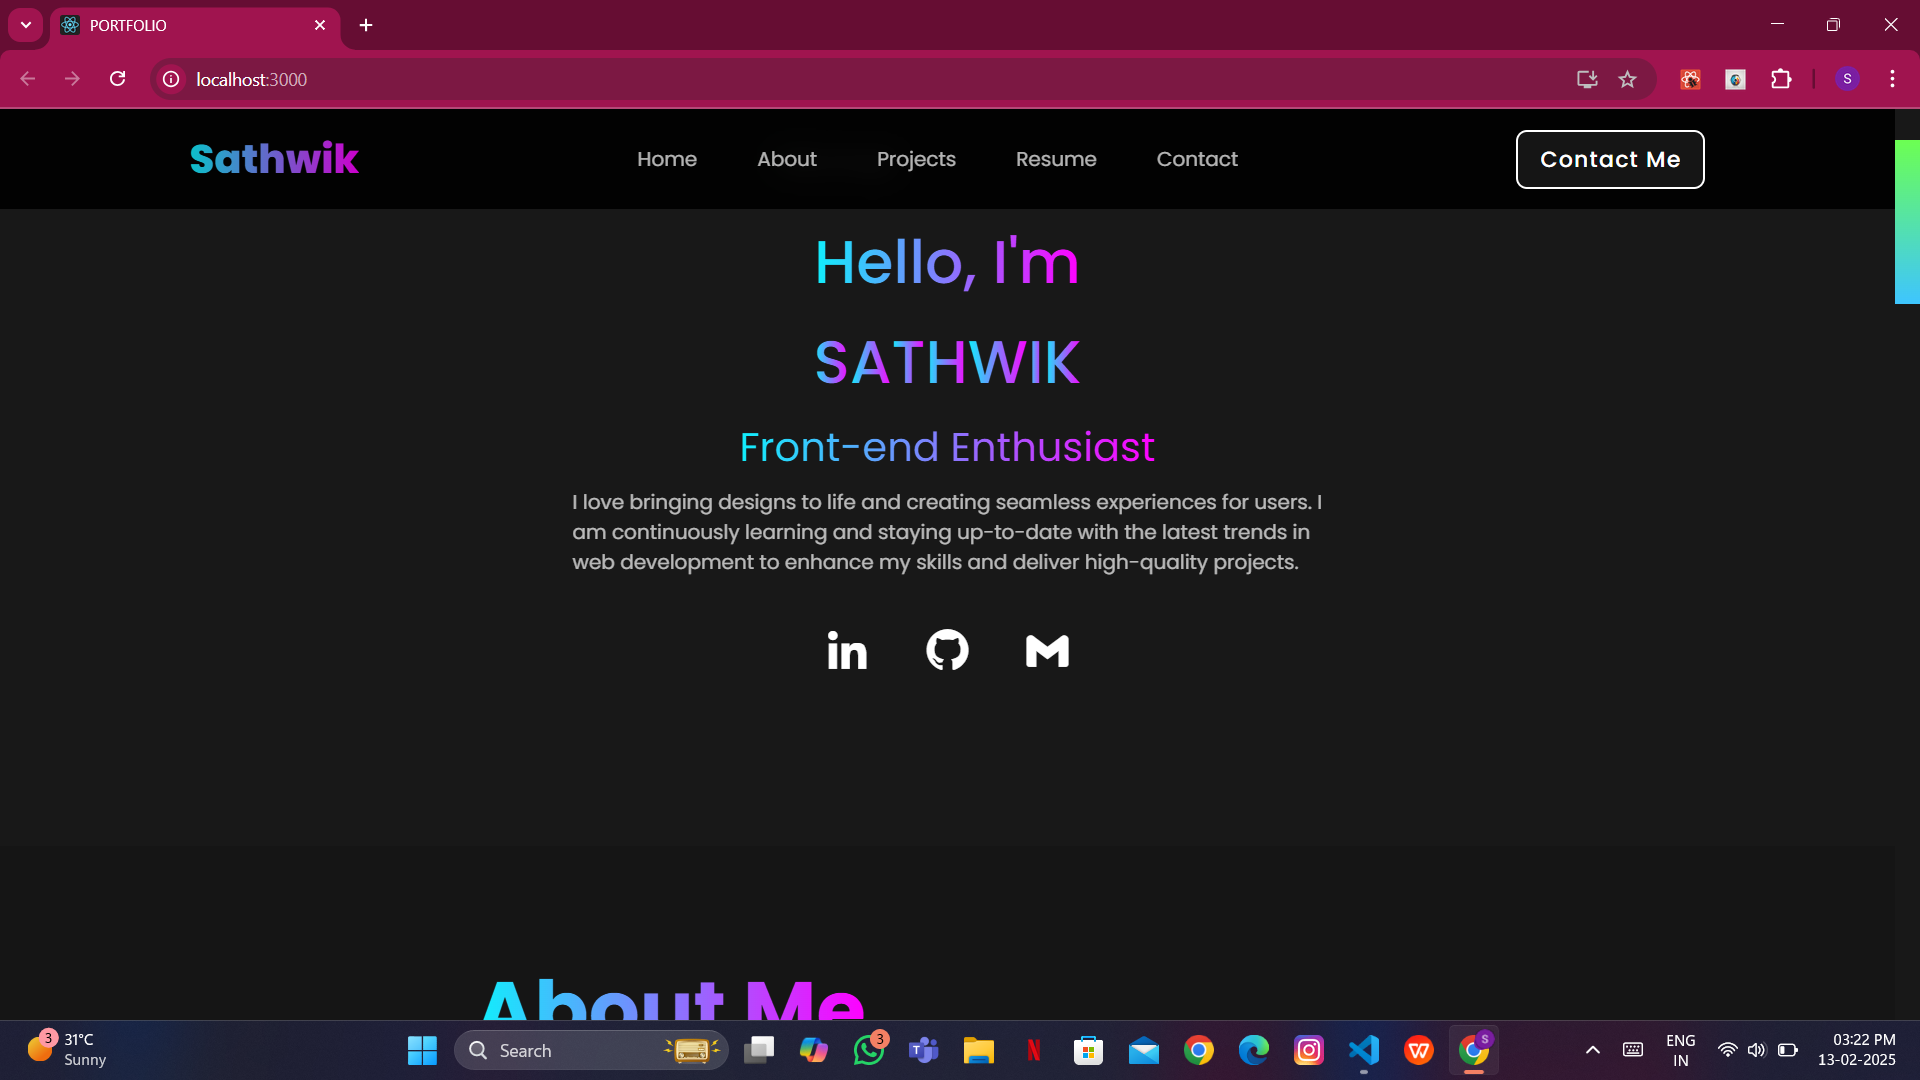 PORTFOLIO
localhost:3000
S
Sathwik
Home
About
Projects
Resume
Contact
Contact Me
Hello, I'm
SATHWIK
Front-end Enthusiast
I love bringing designs to life and creating seamless experiences for users. I
am continuously learning and staying up-to-date with the latest trends in
web development to enhance my skills and deliver high-quality projects.
in
About Me
3
31°C
Sunny
Search
3
T
N
W
S
ENG
IN
03:22 PM
13-02-2025